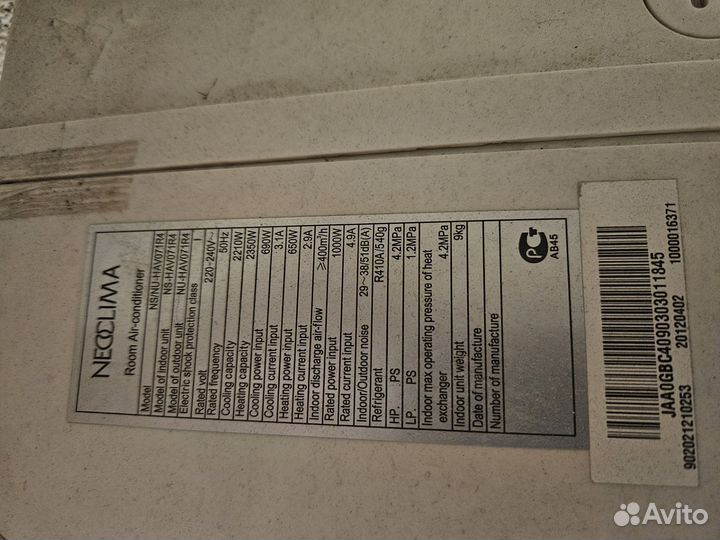 NEOCLIMA
Room Air-conditioner
Model NS/NU-HAV071R4
Model of indoor unit NS-HAV071R4
Model of outdoor unit NU-HAV071R4
Electric shock protection class I
Rated volt 220-240V~
Rated frequency 50Hz
Cooling capacity 2210W
Heating capacity 2350W
Cooling power input 690W
Cooling current input 3.1A
Heating power input 650W
Heating current input 2.9A
Indoor discharge air-flow ≥400m³/h
Rated power input 1000W
Rated current input 4.9A
Indoor/Outdoor noise 29~38/51dB(A)
Refrigerant R410A/540g
HP. PS 4.2MPa
LP. PS 1.2MPa
Indoor max operating pressure of heat
exchanger 4.2MPa
Indoor unit weight 9kg
Date of manufacture
Number of manufacture
PC
АВ45
JAA0GBC4090303011845
20120402
902021210253 1000016371
Avito